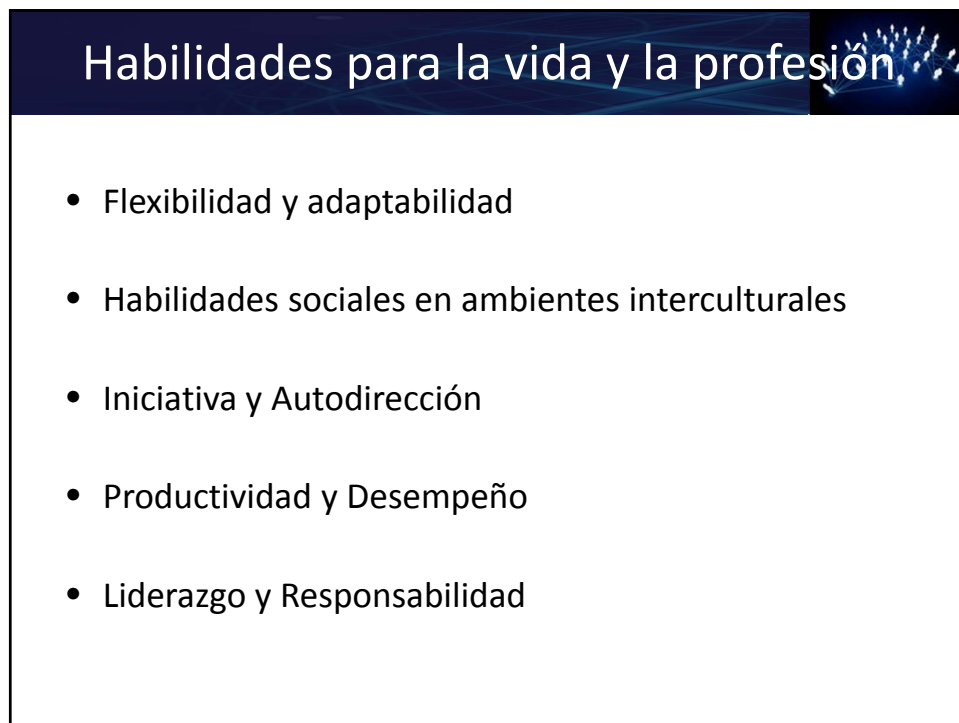 Habilidades para la vida y la profesión
• Flexibilidad y adaptabilidad
• Habilidades sociales en ambientes interculturales
• Iniciativa y Autodirección
• Productividad y Desempeño
• Liderazgo y Responsabilidad